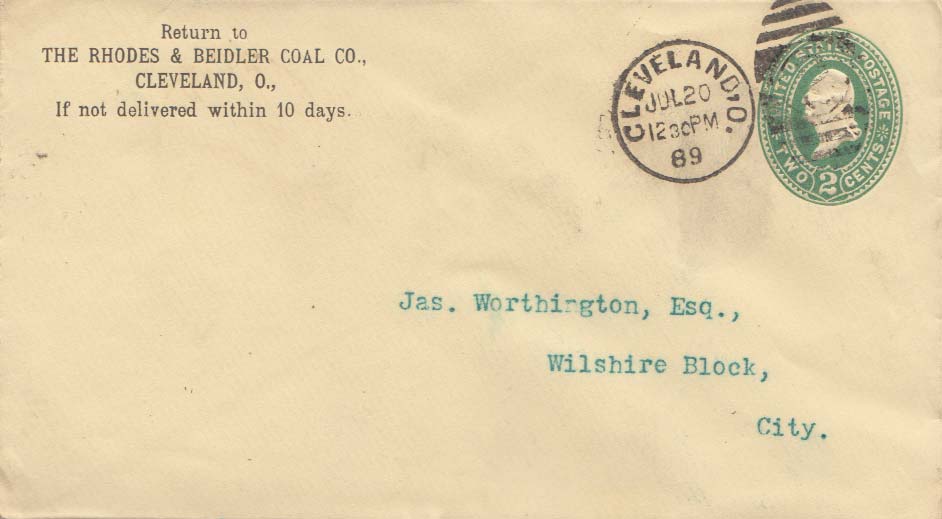 Return to
THE RHODES & BEIDLER COAL CO.,
CLEVELAND, O.,
If not delivered within 10 days.
CLEVELAND, O.
JUL 20
12 30 PM
89
UNITED STATES POSTAGE
TWO 2 CENTS
Jas. Worthington, Esq.,
Wilshire Block,
City.